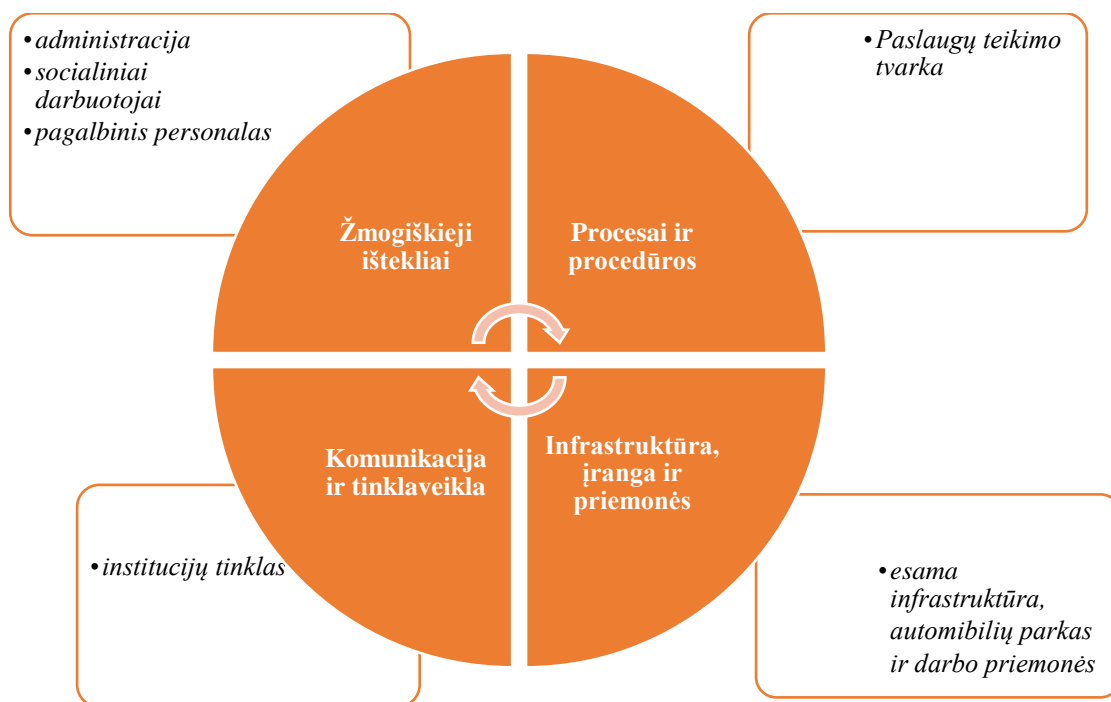 •administracija
•socialiniai
darbuotojai
•pagalbinis personalas
•Paslaugų teikimo
tvarka
Žmogiškieji
ištekliai
Procesai ir
procedūros
Komunikacija
ir tinklaveikla
Infrastruktūra,
įranga ir
priemonės
•institucijų tinklas
•esama
infrastruktūra,
automibilių parkas
ir darbo priemonės